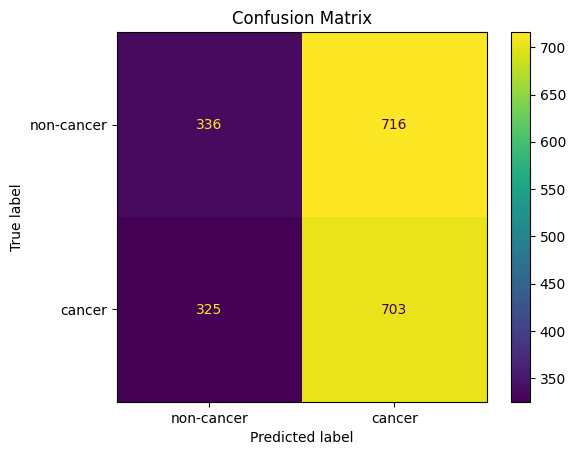 Confusion Matrix
True label
non-cancer
336
716
cancer
325
703
non-cancer
cancer
Predicted label
700
650
600
550
500
450
400
350